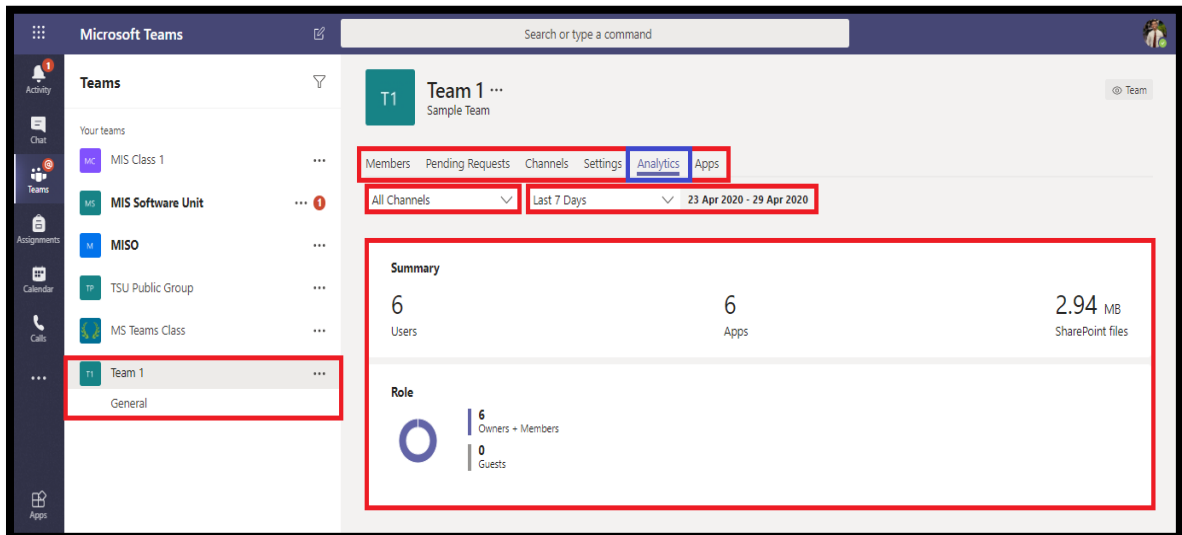 Microsoft Teams
Search or type a command
1
Activity
Chat
@
Teams
Assignments
Calendar
Calls
Apps
Teams
Your teams
MC MIS Class 1
MS MIS Software Unit 1
M MISO
TP TSU Public Group
MS Teams Class
T1 Team 1
General
T1
Team 1
Sample Team
Team
Members Pending Requests Channels Settings Analytics Apps
All Channels Last 7 Days 23 Apr 2020 - 29 Apr 2020
Summary
6 6 2.94 MB
Users Apps SharePoint files
Role
6
Owners + Members
0
Guests